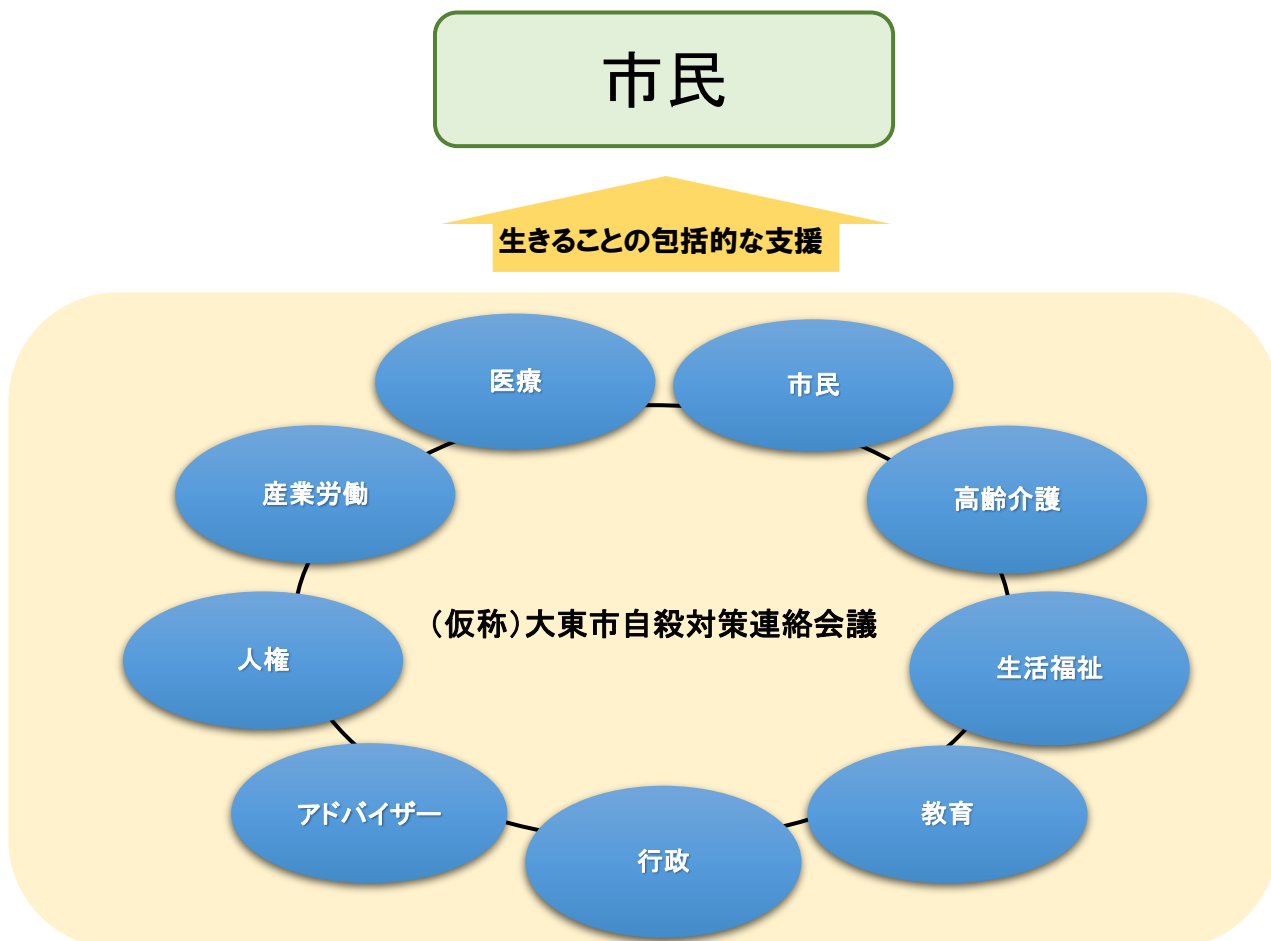 市民
生きることの包括的な支援
医療
市民
産業労働
高齢介護
（仮称）大東市自殺対策連絡会議
人権
生活福祉
アドバイザー
教育
行政